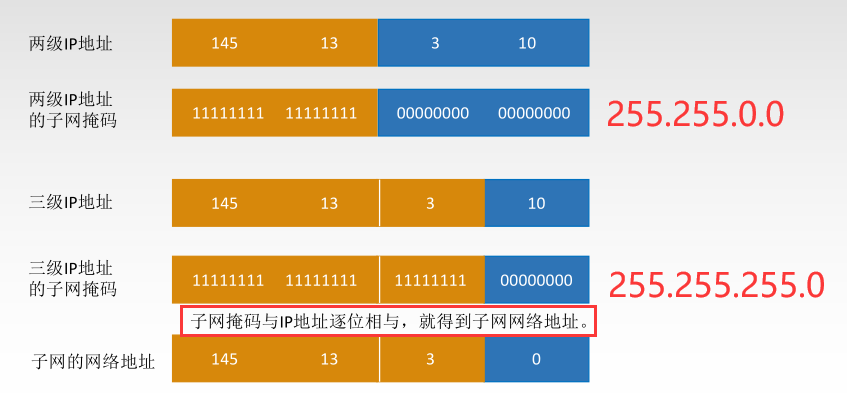 两级IP地址 145 13 3 10
两级IP地址
的子网掩码 11111111 11111111 00000000 00000000 255.255.0.0
三级IP地址 145 13 3 10
三级IP地址
的子网掩码 11111111 11111111 11111111 00000000 255.255.255.0
子网掩码与IP地址逐位相与，就得到子网网络地址。
子网的网络地址 145 13 3 0